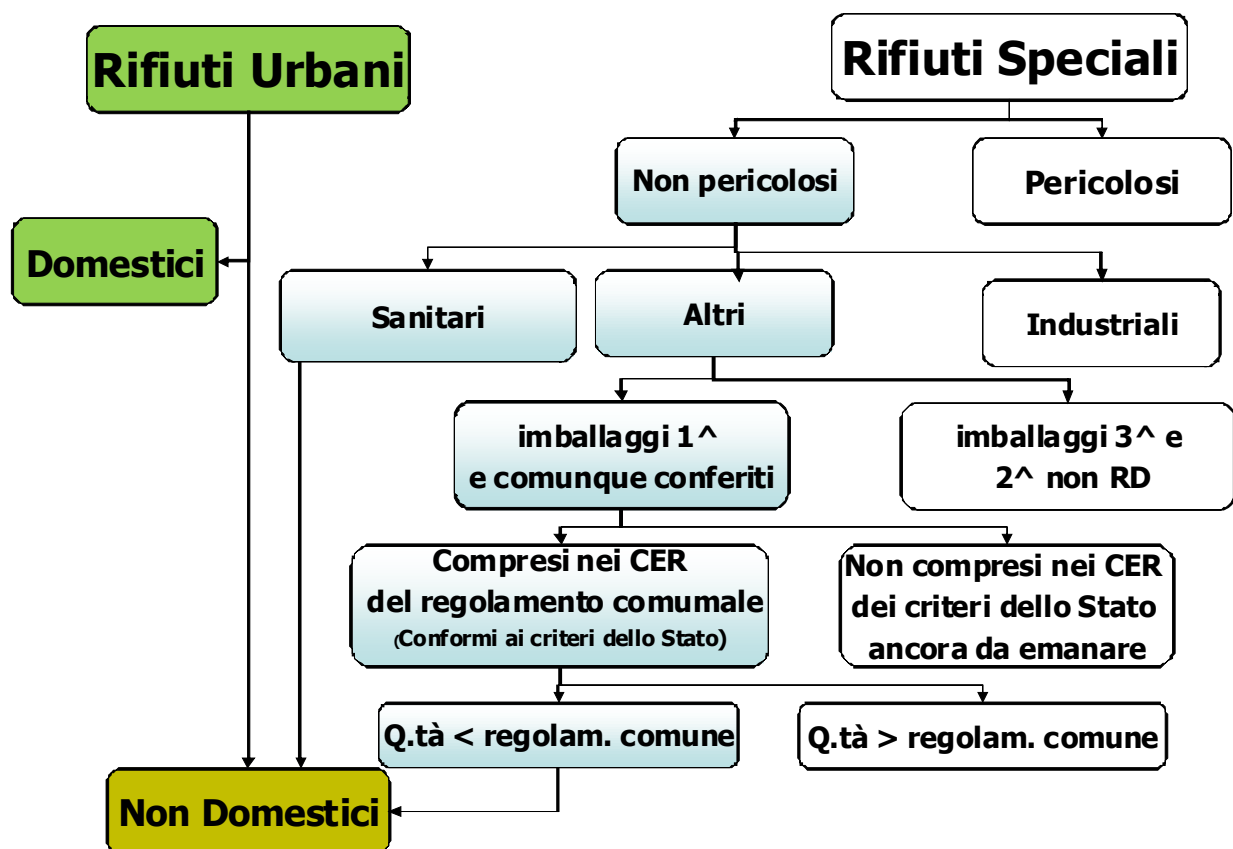 Rifiuti Urbani
Rifiuti Speciali
Non pericolosi
Pericolosi
Domestici
Sanitari
Altri
Industriali
imballaggi 1^
e comunque conferiti
imballaggi 3^ e
2^ non RD
Compresi nei CER
del regolamento comumale
(Conformi ai criteri dello Stato)
Non compresi nei CER
dei criteri dello Stato
ancora da emanare
Q.tà < regolam. comune
Q.tà > regolam. comune
Non Domestici